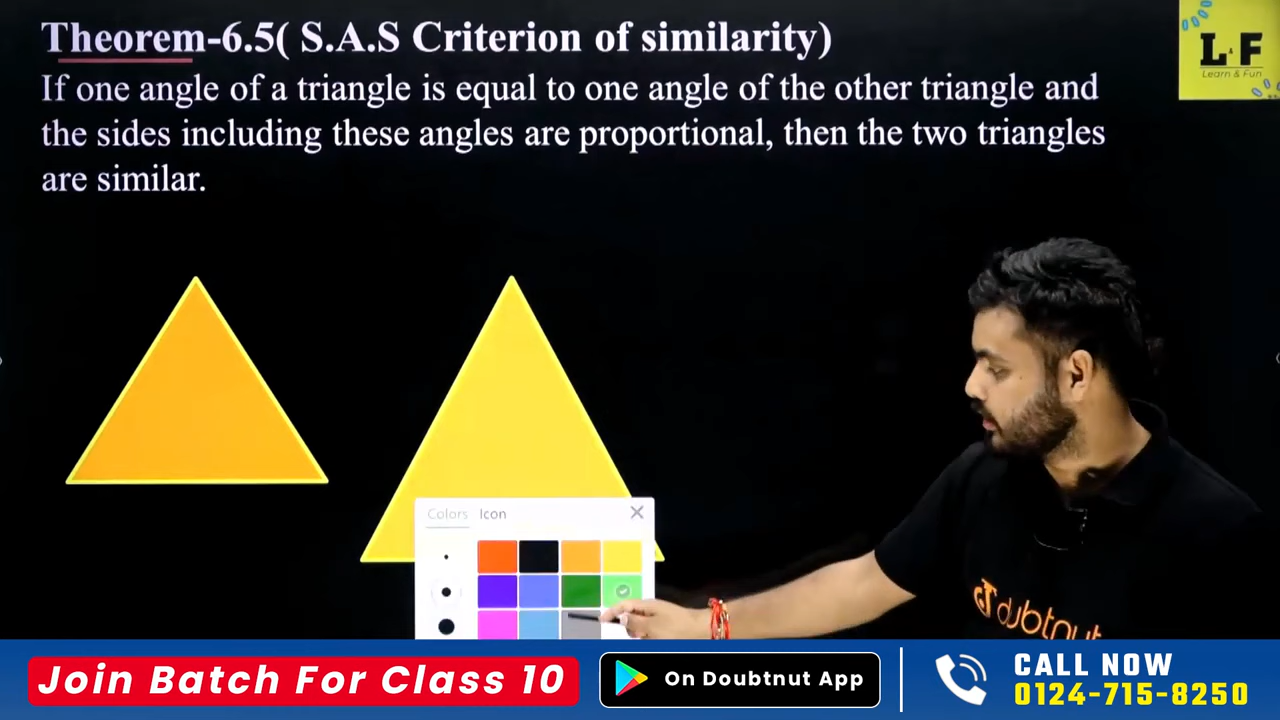 Theorem-6.5( S.A.S Criterion of similarity)
If one angle of a triangle is equal to one angle of the other triangle and
the sides including these angles are proportional, then the two triangles
are similar.
L&F
Learn & Fun
Colors Icon
doubtnut
Join Batch For Class 10
On Doubtnut App
CALL NOW
0124-715-8250